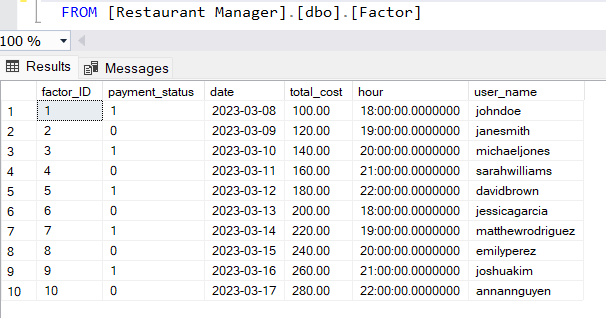 FROM [Restaurant Manager].[dbo].[Factor]
100 %
Results Messages
factor_ID payment_status date total_cost hour user_name
1 1 1 2023-03-08 100.00 18:00:00.0000000 johndoe
2 2 0 2023-03-09 120.00 19:00:00.0000000 janesmith
3 3 1 2023-03-10 140.00 20:00:00.0000000 michaeljones
4 4 0 2023-03-11 160.00 21:00:00.0000000 sarahwilliams
5 5 1 2023-03-12 180.00 22:00:00.0000000 davidbrown
6 6 0 2023-03-13 200.00 18:00:00.0000000 jessicagarcia
7 7 1 2023-03-14 220.00 19:00:00.0000000 matthewrodriguez
8 8 0 2023-03-15 240.00 20:00:00.0000000 emilyperez
9 9 1 2023-03-16 260.00 21:00:00.0000000 joshuakim
10 10 0 2023-03-17 280.00 22:00:00.0000000 annannguyen